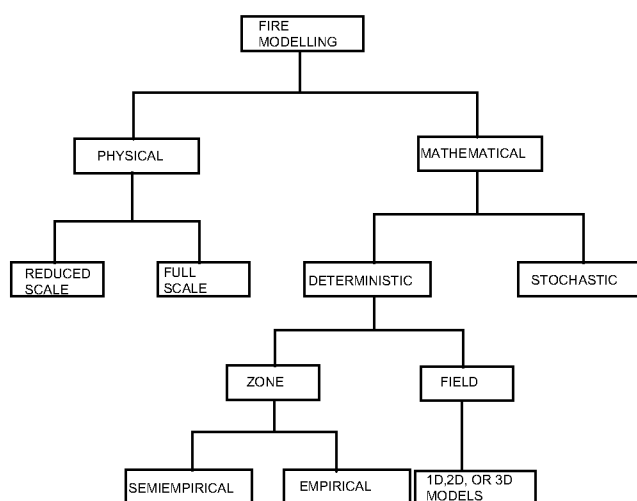 FIRE
MODELLING
PHYSICAL
MATHEMATICAL
REDUCED
SCALE
FULL
SCALE
DETERMINISTIC
STOCHASTIC
ZONE
FIELD
SEMIEMPIRICAL
EMPIRICAL
1D,2D, OR 3D
MODELS